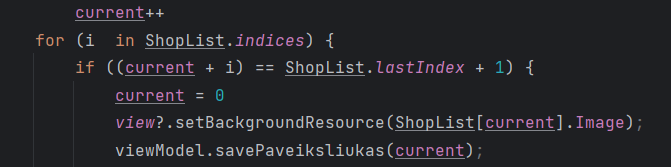 current++
for (i  in ShopList.indices) {
if ((current + i) == ShopList.lastIndex + 1) {
current = 0
view?.setBackgroundResource(ShopList[current].Image);
viewModel.savePaveiksliukas(current);